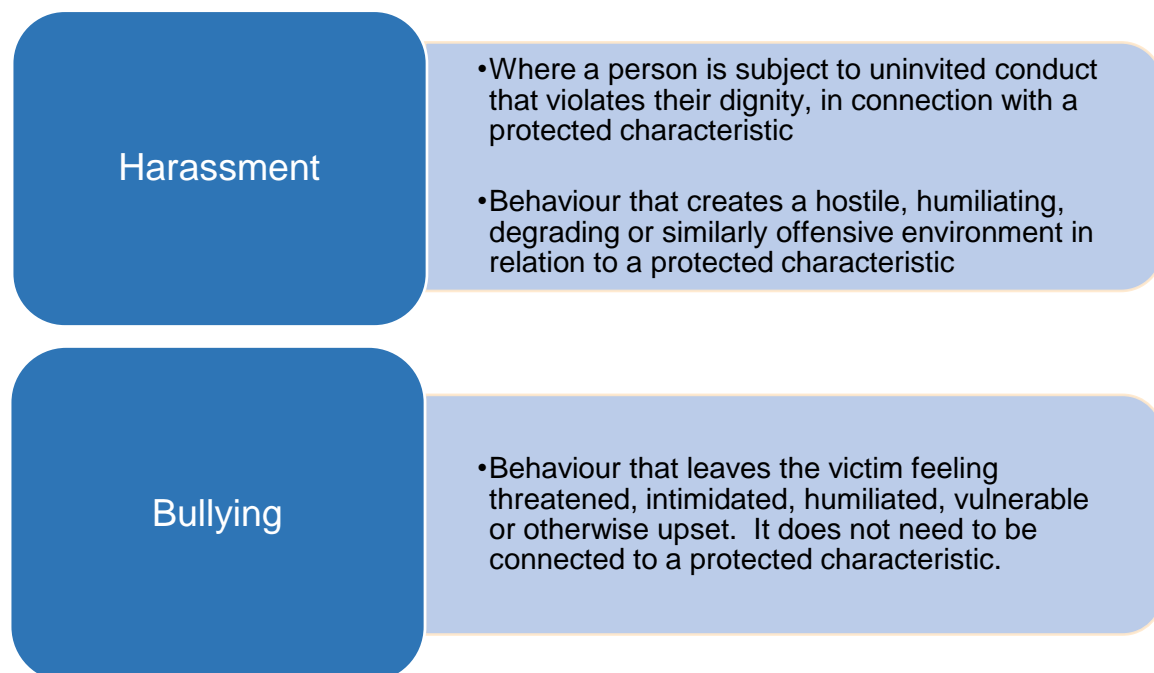 Harassment
•Where a person is subject to uninvited conduct
that violates their dignity, in connection with a
protected characteristic
•Behaviour that creates a hostile, humiliating,
degrading or similarly offensive environment in
relation to a protected characteristic
Bullying
•Behaviour that leaves the victim feeling
threatened, intimidated, humiliated, vulnerable
or otherwise upset.  It does not need to be
connected to a protected characteristic.